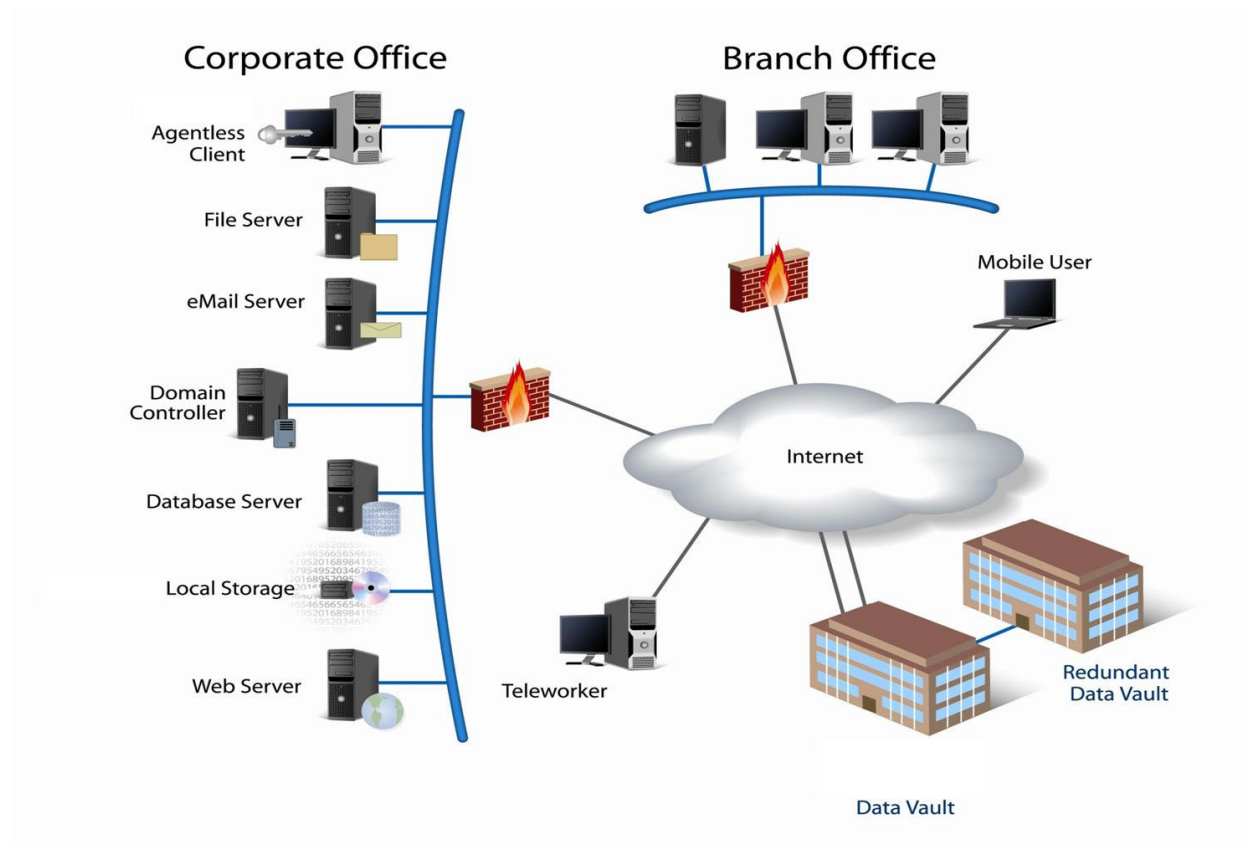 Corporate Office
Branch Office
Agentless
Client
File Server
eMail Server
Domain
Controller
Database Server
Local Storage
Web Server
Mobile User
Internet
Teleworker
Redundant
Data Vault
Data Vault